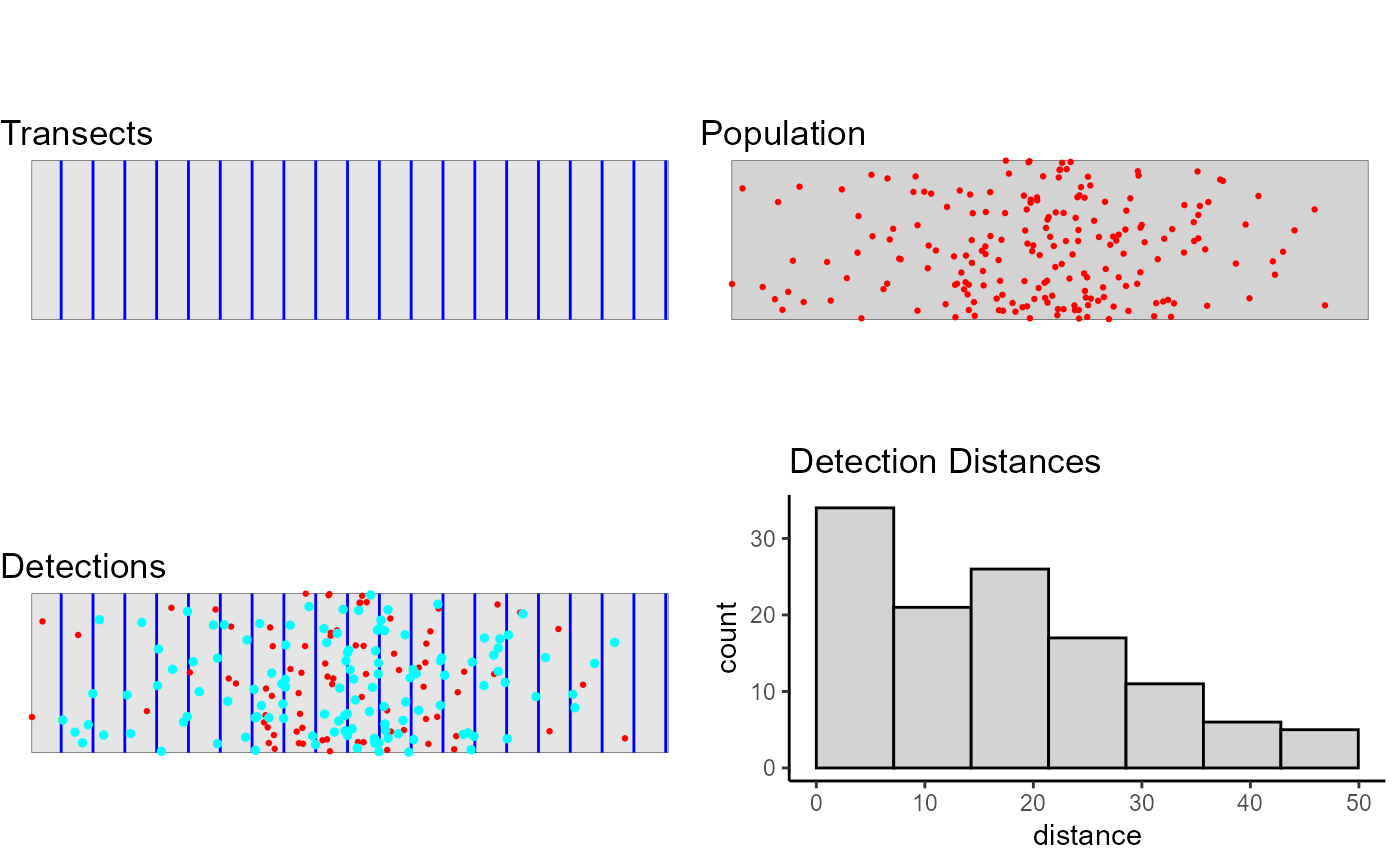 Transects
Population
Detections
Detection Distances
30
20
10
0
count
0 10 20 30 40 50
distance